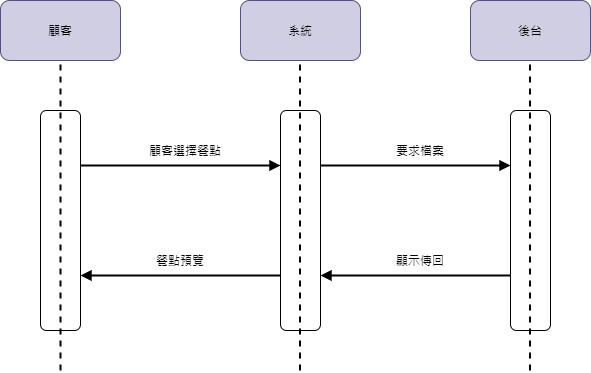 顧客
系統
後台
顧客選擇餐點
要求檔案
餐點預覽
顯示傳回